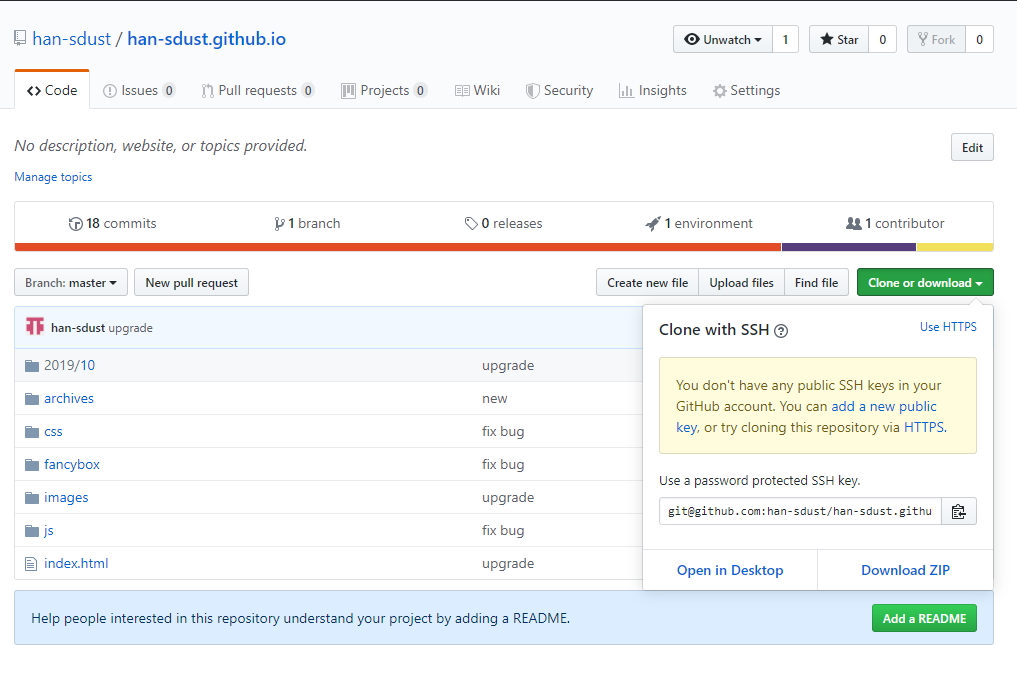 han-sdust / han-sdust.github.io
Unwatch 1 Star 0 Fork 0
Code Issues 0 Pull requests 0 Projects 0 Wiki Security Insights Settings
No description, website, or topics provided.
Edit
Manage topics
18 commits 1 branch 0 releases 1 environment 1 contributor
Branch: master New pull request Create new file Upload files Find file Clone or download
han-sdust upgrade
2019/10 upgrade
archives new
css fix bug
fancybox fix bug
images upgrade
js fix bug
index.html upgrade
Clone with SSH Use HTTPS
You don't have any public SSH keys in your
GitHub account. You can add a new public
key, or try cloning this repository via HTTPS.
Use a password protected SSH key.
git@github.com:han-sdust/han-sdust.githu
Open in Desktop Download ZIP
Help people interested in this repository understand your project by adding a README.
Add a README